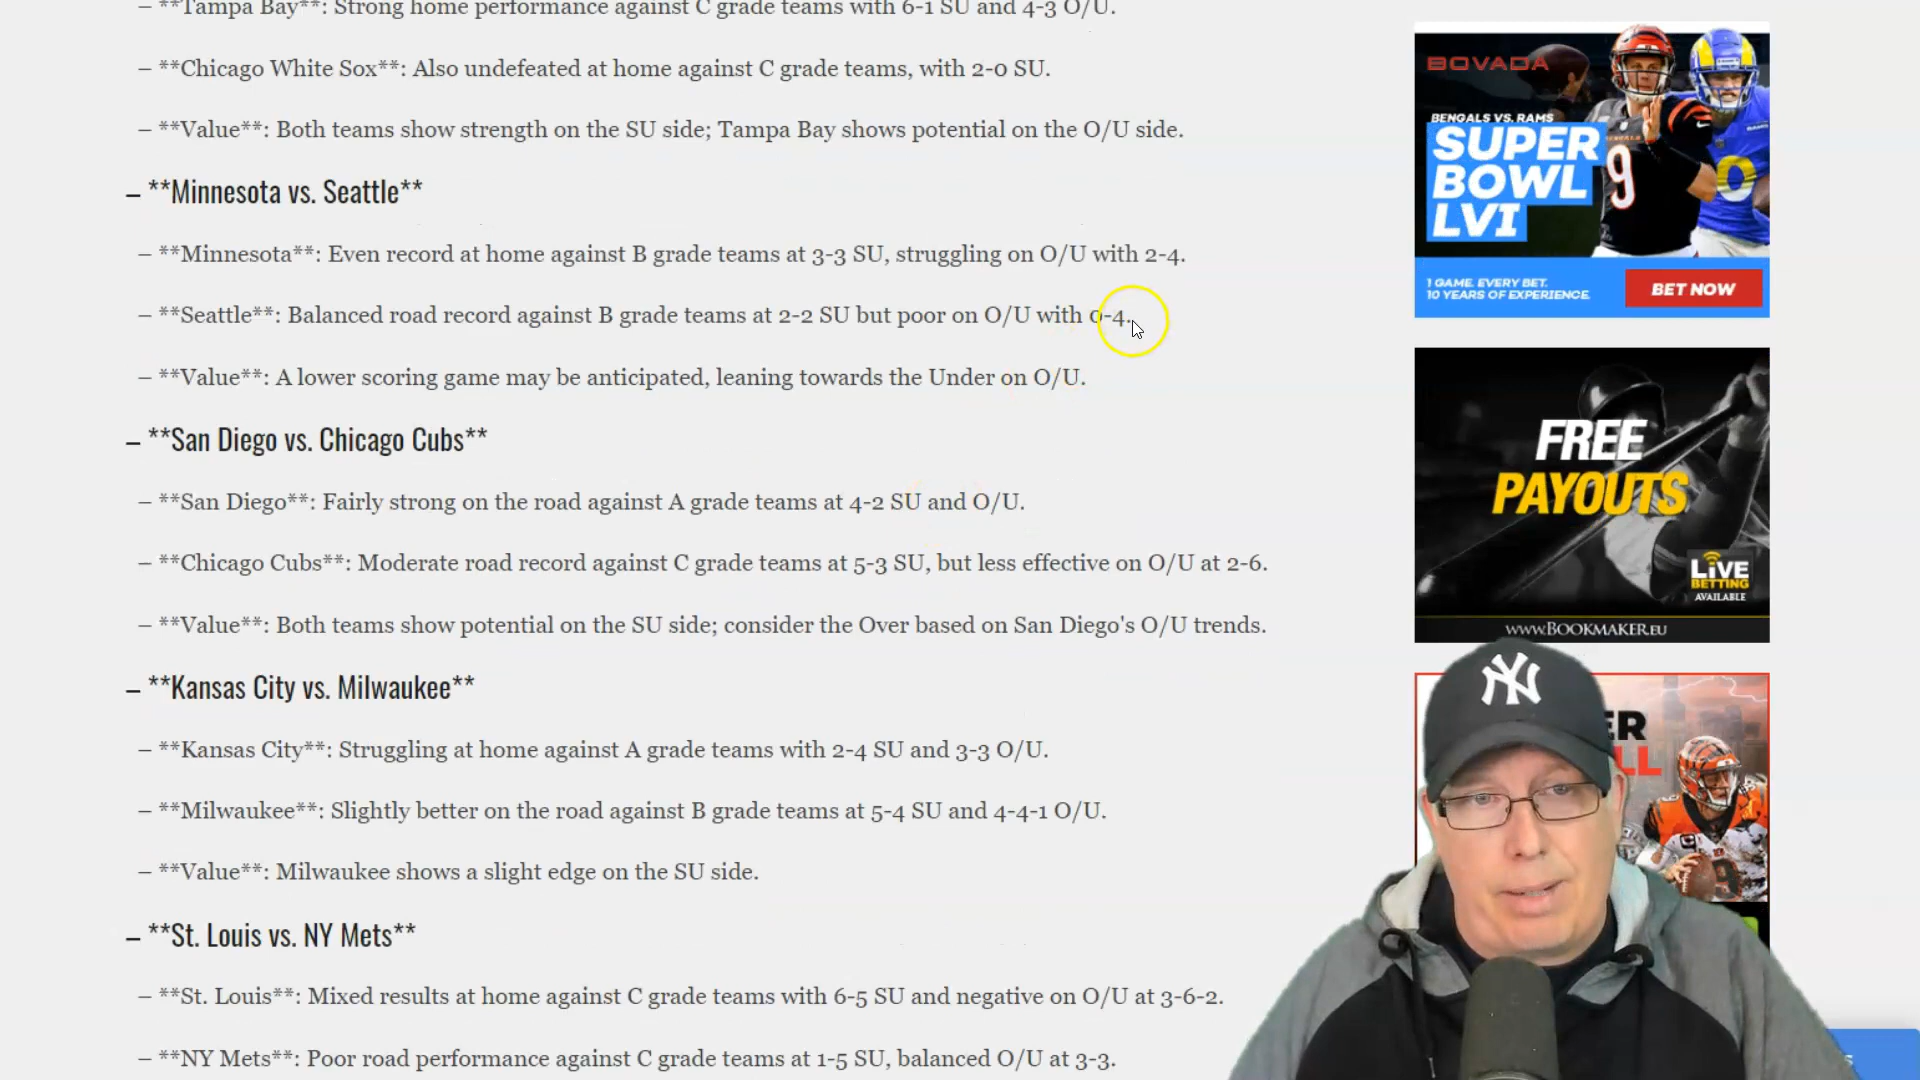 – **Tampa Bay**: Strong home performance against C grade teams with 6-1 SU and 4-3 O/U.
– **Chicago White Sox**: Also undefeated at home against C grade teams, with 2-0 SU.
– **Value**: Both teams show strength on the SU side; Tampa Bay shows potential on the O/U side.
– **Minnesota vs. Seattle**
– **Minnesota**: Even record at home against B grade teams at 3-3 SU, struggling on O/U with 2-4.
– **Seattle**: Balanced road record against B grade teams at 2-2 SU but poor on O/U with 0-4.
– **Value**: A lower scoring game may be anticipated, leaning towards the Under on O/U.
– **San Diego vs. Chicago Cubs**
– **San Diego**: Fairly strong on the road against A grade teams at 4-2 SU and O/U.
– **Chicago Cubs**: Moderate road record against C grade teams at 5-3 SU, but less effective on O/U at 2-6.
– **Value**: Both teams show potential on the SU side; consider the Over based on San Diego's O/U trends.
– **Kansas City vs. Milwaukee**
– **Kansas City**: Struggling at home against A grade teams with 2-4 SU and 3-3 O/U.
– **Milwaukee**: Slightly better on the road against B grade teams at 5-4 SU and 4-4-1 O/U.
– **Value**: Milwaukee shows a slight edge on the SU side.
– **St. Louis vs. NY Mets**
– **St. Louis**: Mixed results at home against C grade teams with 6-5 SU and negative on O/U at 3-6-2.
– **NY Mets**: Poor road performance against C grade teams at 1-5 SU, balanced O/U at 3-3.
BOVADA
BENGALS VS. RAMS
SUPER
BOWL
LVI
9
1 GAME. EVERY BET.
10 YEARS OF EXPERIENCE.
BET NOW
FREE
PAYOUTS
LIVE
BETTING
AVAILABLE
WWW.BOOKMAKER.EU
NY